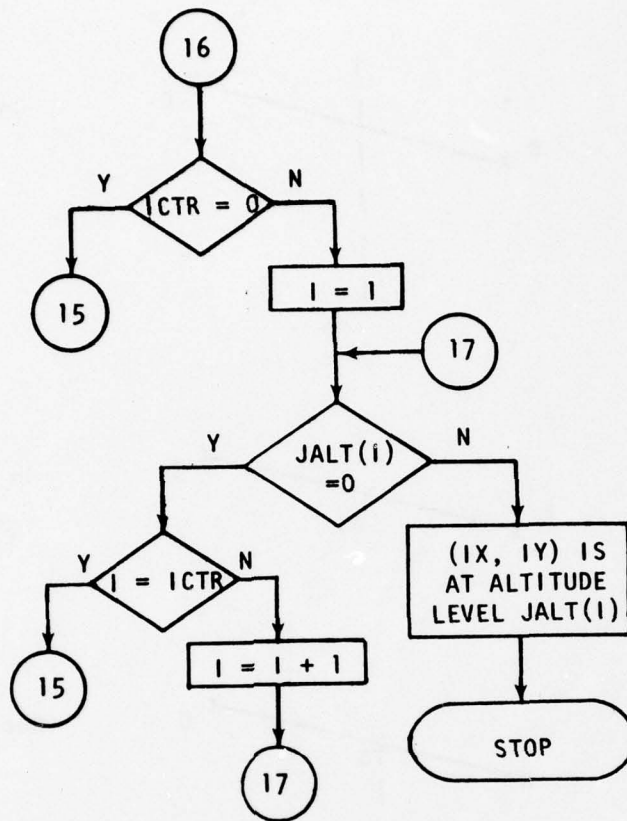 16
Y
N
ICTR = 0
15
I = 1
17
Y
N
JALT(I)
=0
Y
N
I = ICTR
(IX, IY) IS
AT ALTITUDE
LEVEL JALT(I)
15
I = I + 1
17
STOP